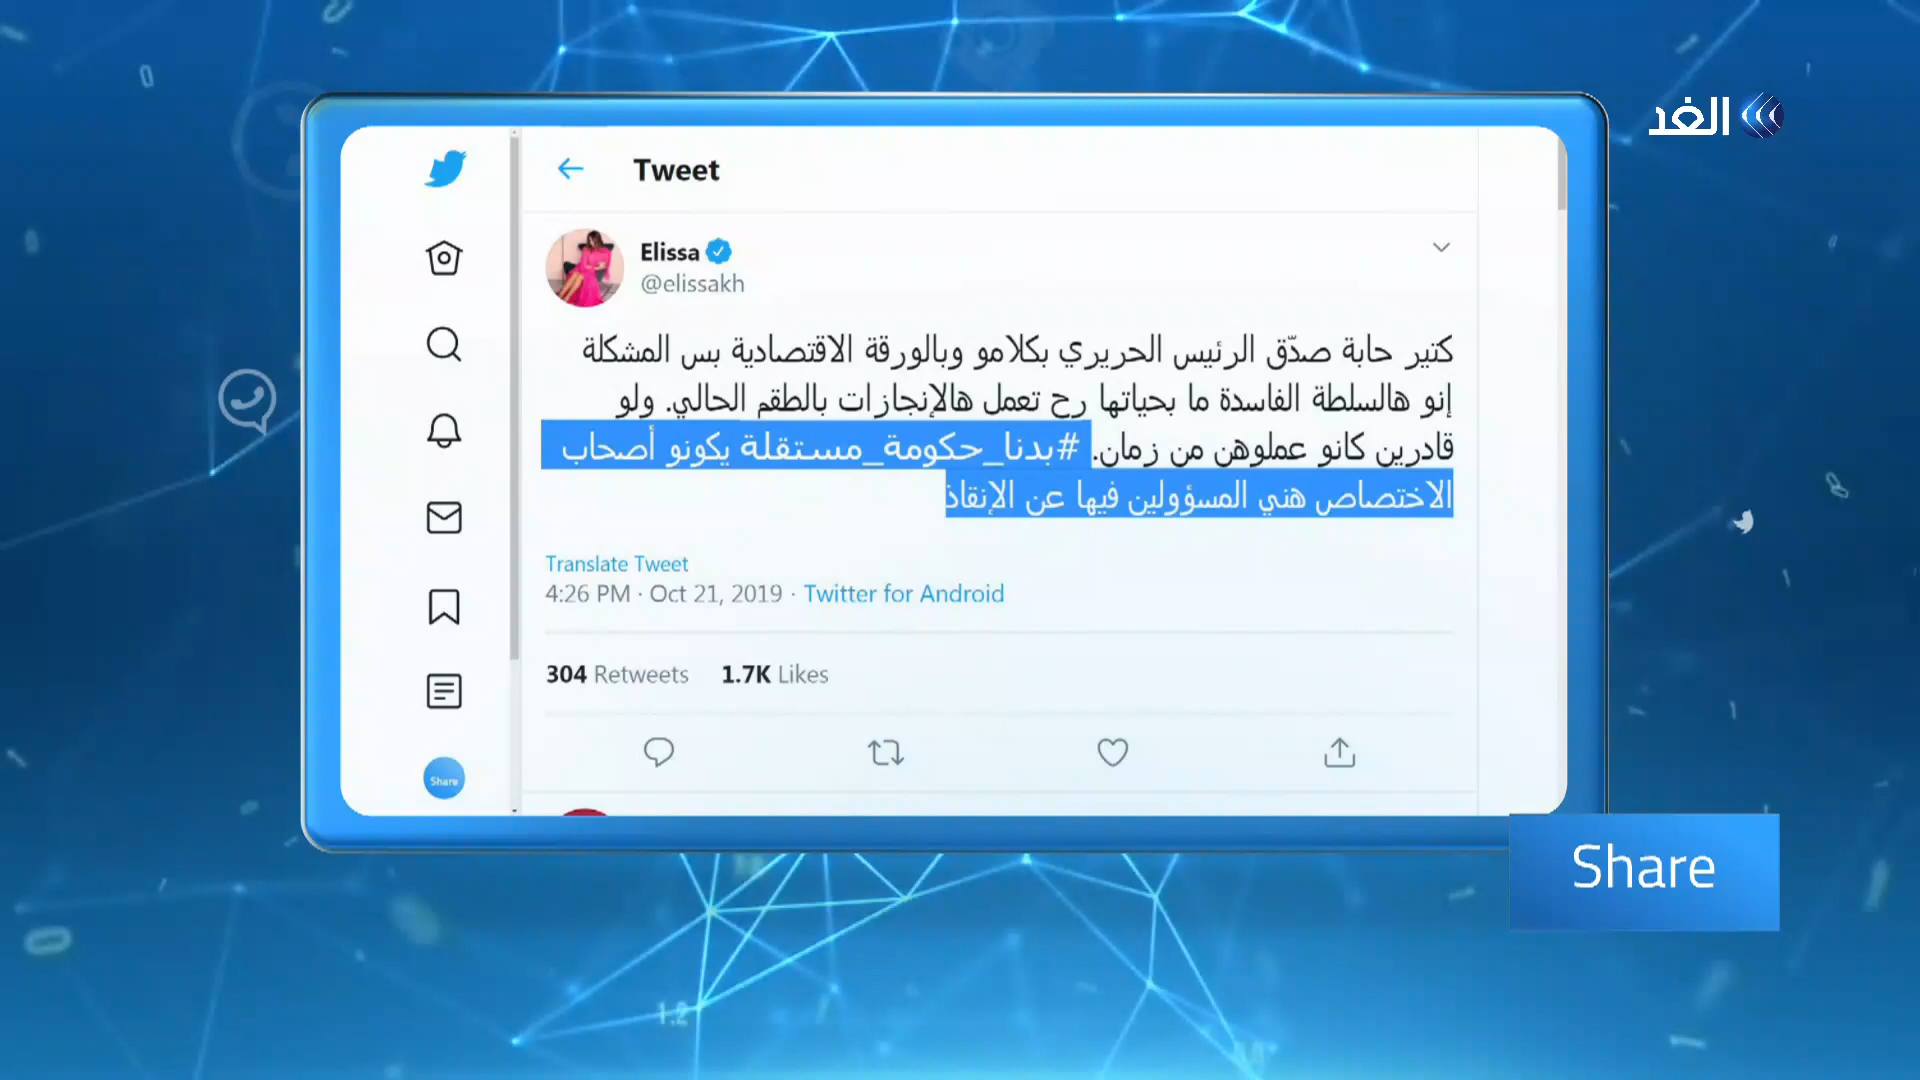 الغد
Tweet
Elissa
@elissakh
كتير حابة صدّق الرئيس الحريري بكلامو وبالورقة الاقتصادية بس المشكلة
إنو هالسلطة الفاسدة ما بحياتها رح تعمل هالإنجازات بالطقم الحالي. ولو
قادرين كانو عملوهن من زمان. #بدنا_حكومة_مستقلة يكونو أصحاب
الاختصاص هني المسؤولين فيها عن الإنقاذ
Translate Tweet
4:26 PM · Oct 21, 2019 · Twitter for Android
304 Retweets 1.7K Likes
Share
Share
1.2